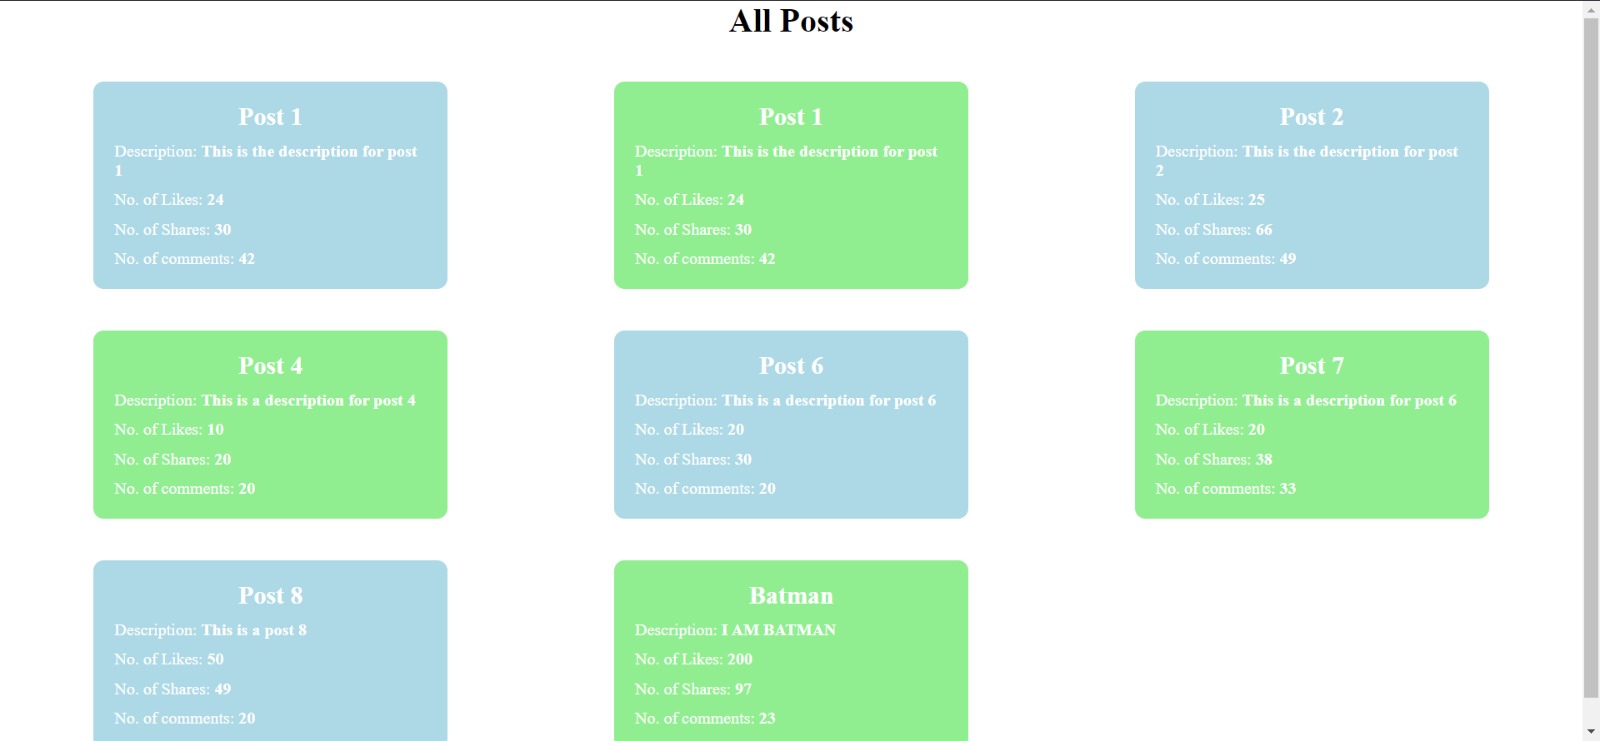 All Posts
Post 1
Description: This is the description for post
1
No. of Likes: 24
No. of Shares: 30
No. of comments: 42
Post 1
Description: This is the description for post
1
No. of Likes: 24
No. of Shares: 30
No. of comments: 42
Post 2
Description: This is the description for post
2
No. of Likes: 25
No. of Shares: 66
No. of comments: 49
Post 4
Description: This is a description for post 4
No. of Likes: 10
No. of Shares: 20
No. of comments: 20
Post 6
Description: This is a description for post 6
No. of Likes: 20
No. of Shares: 30
No. of comments: 20
Post 7
Description: This is a description for post 6
No. of Likes: 20
No. of Shares: 38
No. of comments: 33
Post 8
Description: This is a post 8
No. of Likes: 50
No. of Shares: 49
No. of comments: 20
Batman
Description: I AM BATMAN
No. of Likes: 200
No. of Shares: 97
No. of comments: 23